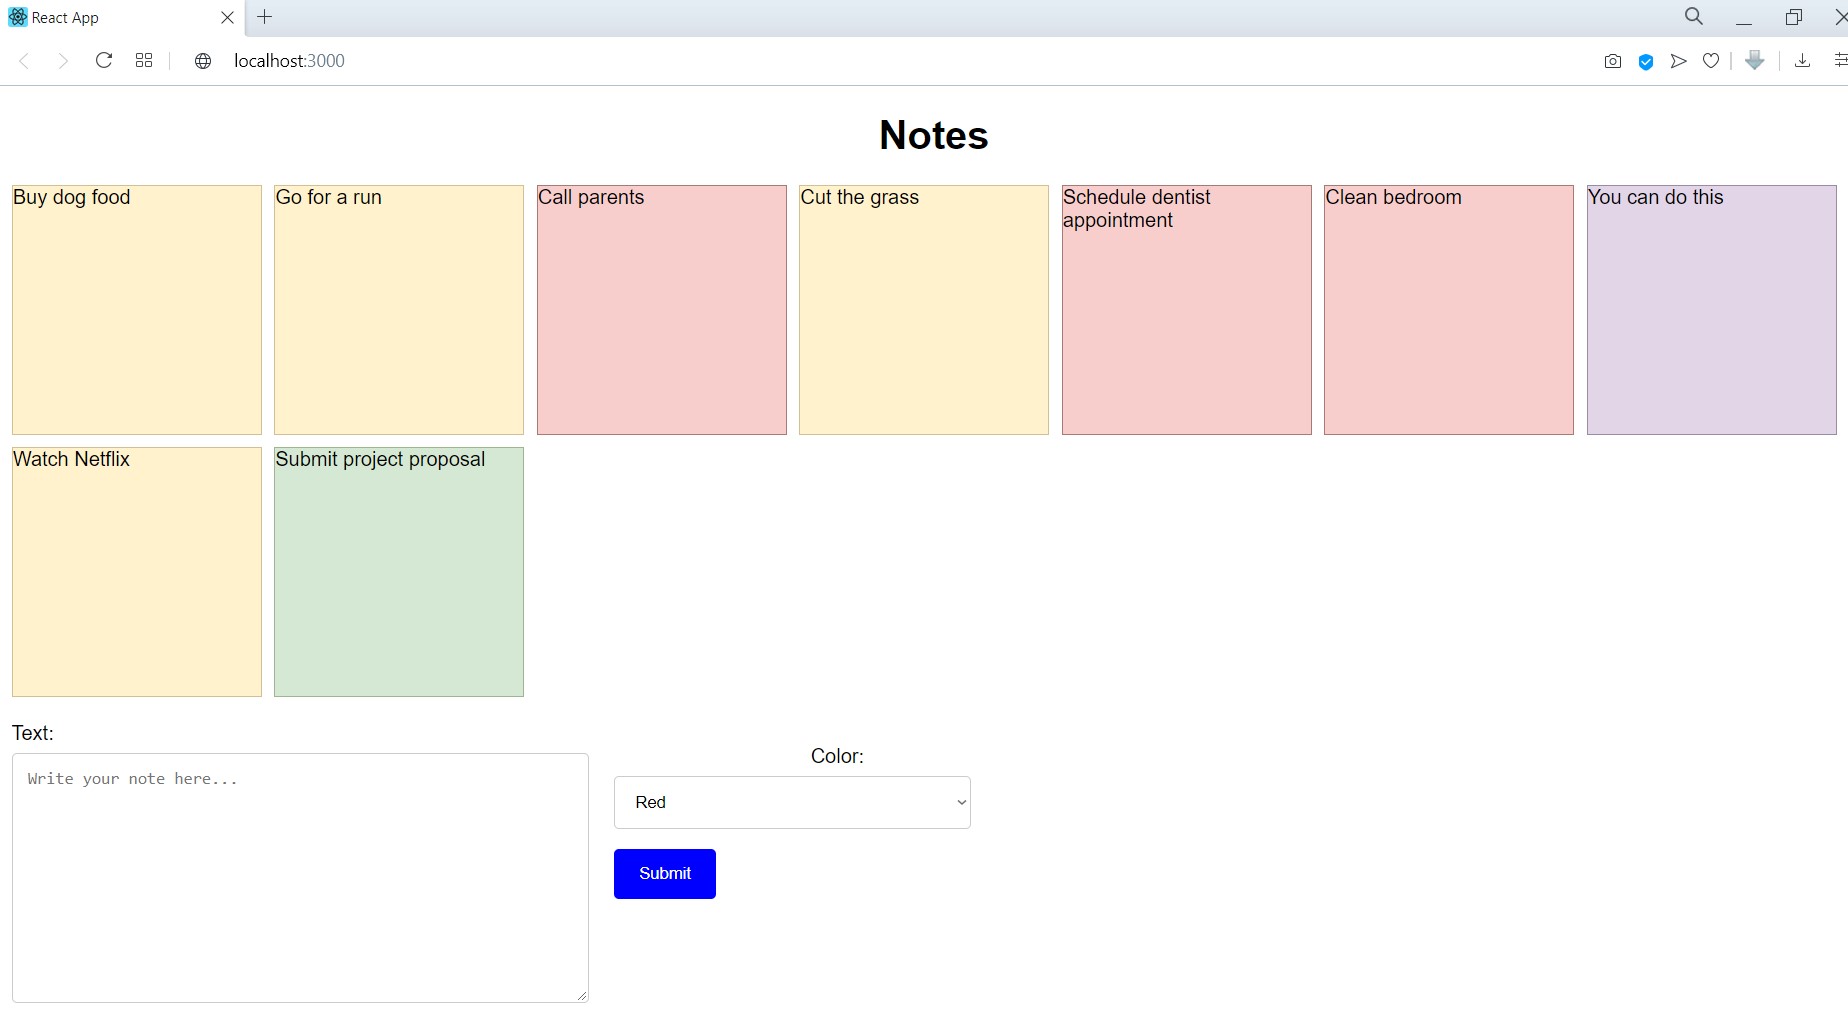 React App
localhost:3000
Notes
Buy dog food
Go for a run
Call parents
Cut the grass
Schedule dentist
appointment
Clean bedroom
You can do this
Watch Netflix
Submit project proposal
Text:
Write your note here...
Color:
Red
Submit